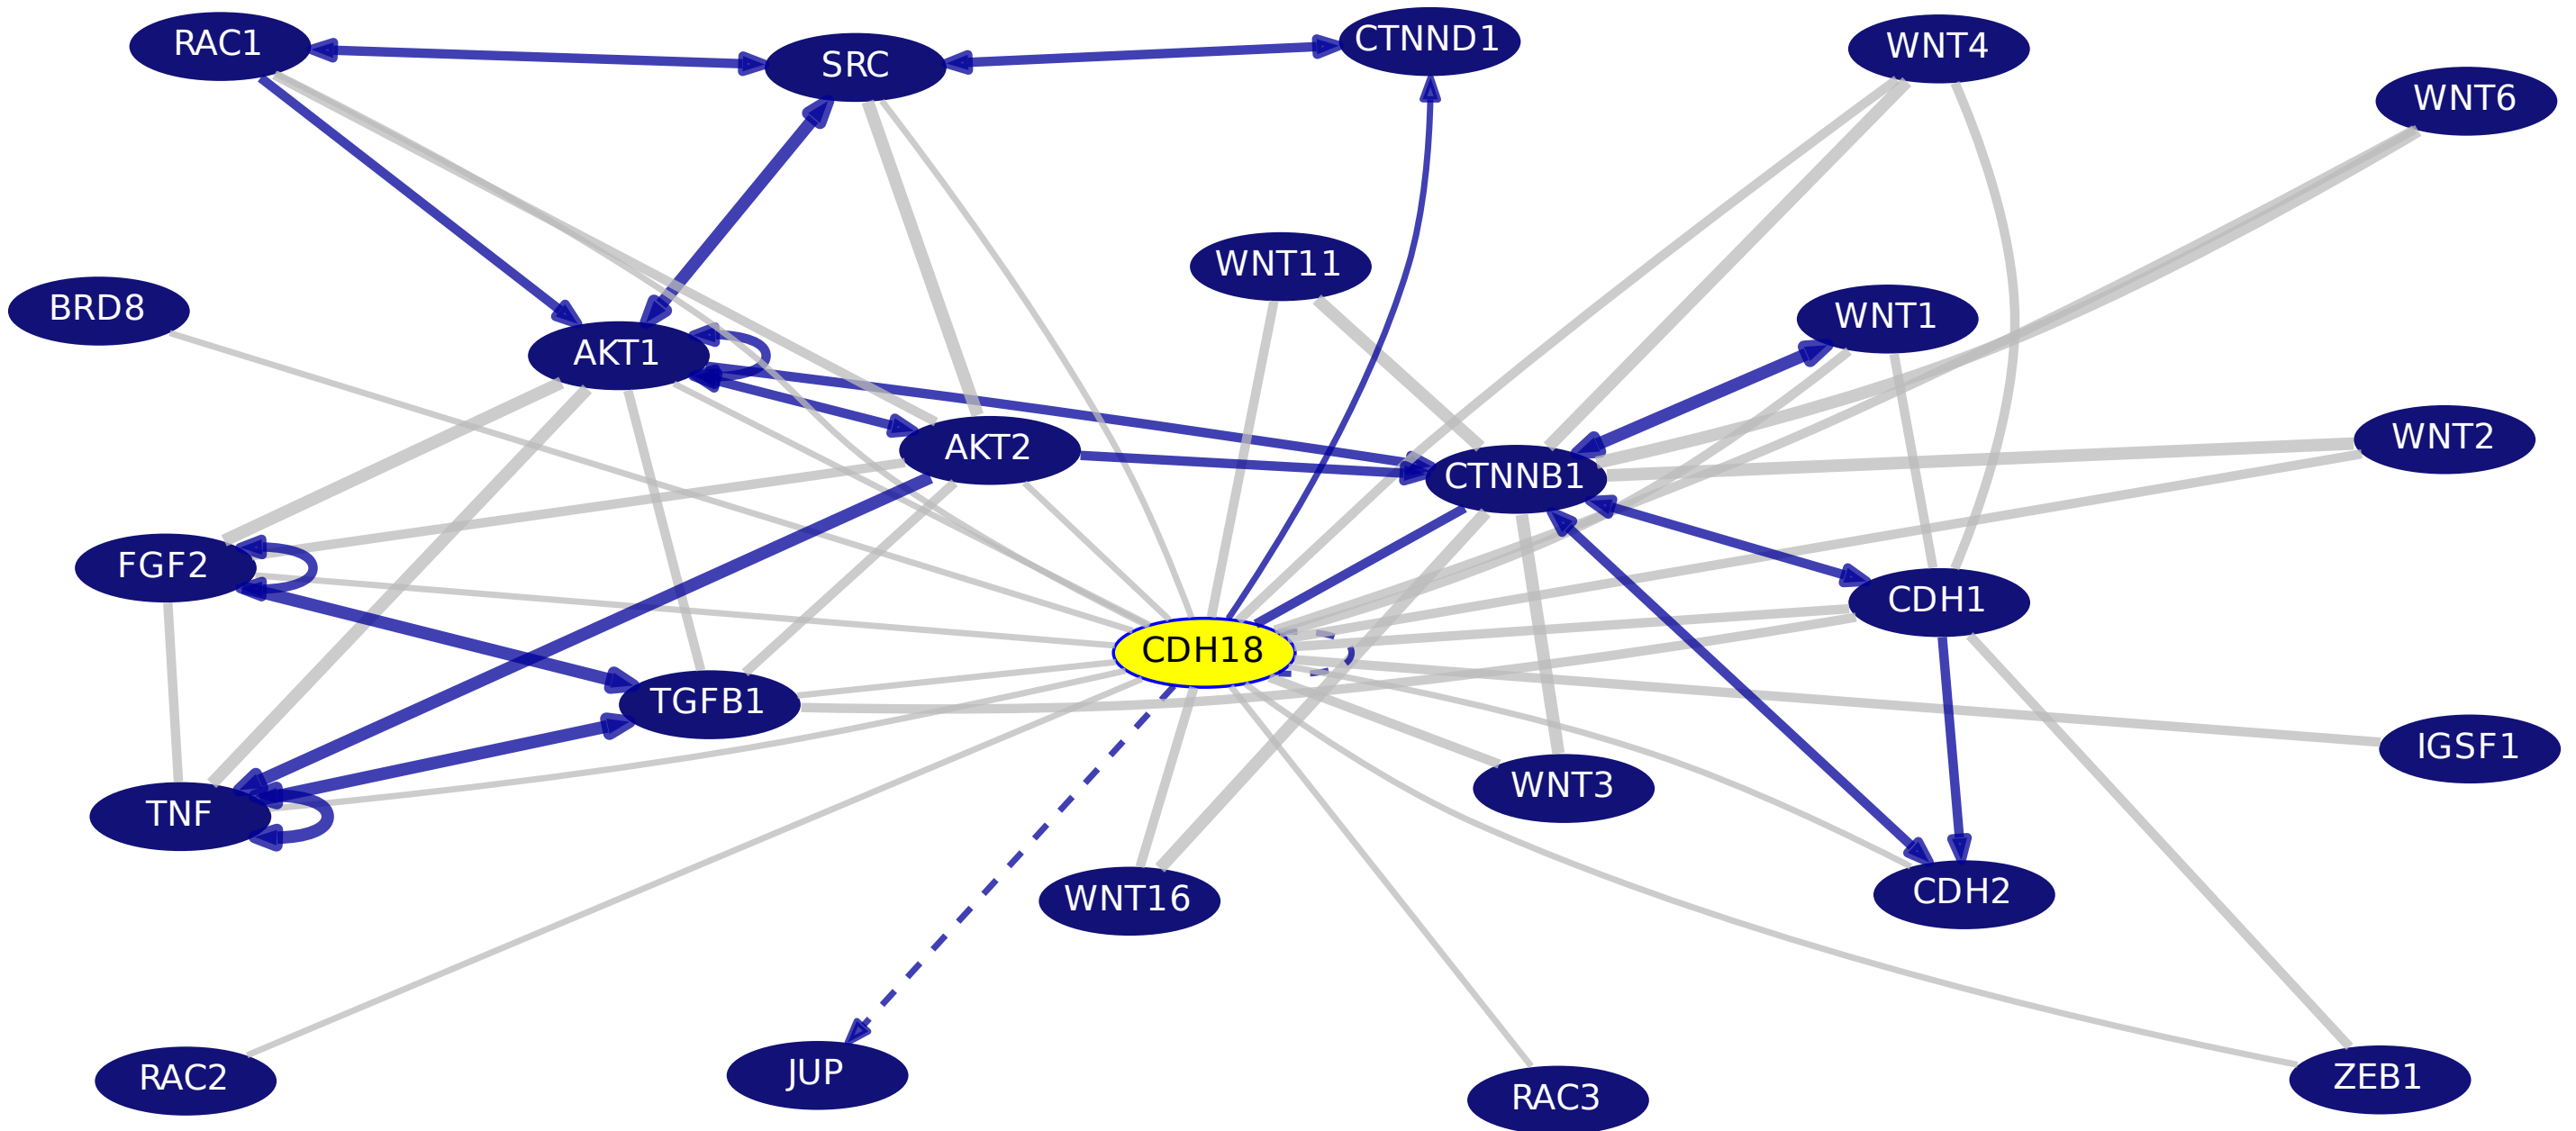 RAC1
SRC
CTNND1
WNT4
WNT6
WNT11
BRD8
WNT1
AKT1
AKT2
CTNNB1
WNT2
FGF2
CDH1
CDH18
TGFB1
IGSF1
WNT3
TNF
WNT16
CDH2
RAC2
JUP
RAC3
ZEB1